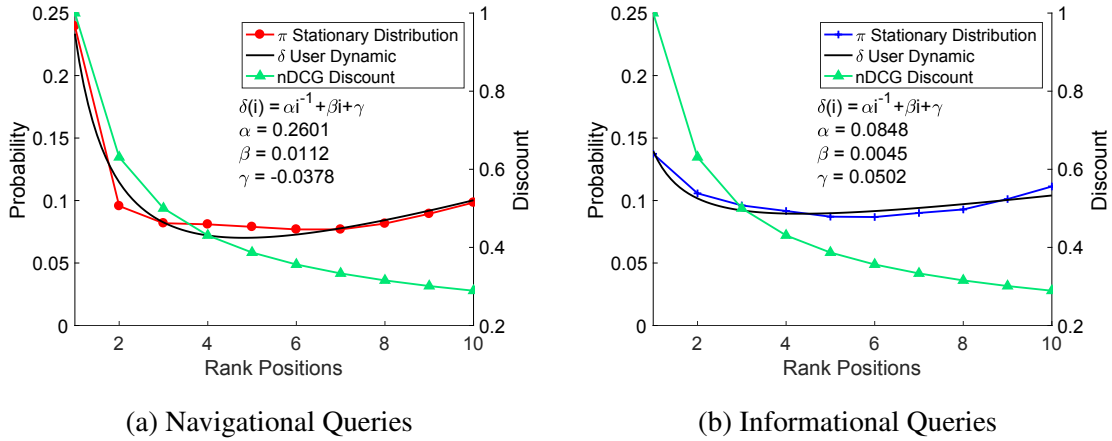 0.25
0.2
0.15
0.1
0.05
0
Probability
1
0.8
0.6
0.4
0.2
Discount
π Stationary Distribution
δ User Dynamic
nDCG Discount
δ(i) = αi⁻¹+βi+γ
α = 0.2601
β = 0.0112
γ = -0.0378
2 4 6 8 10
Rank Positions
(a) Navigational Queries
0.25
0.2
0.15
0.1
0.05
0
Probability
1
0.8
0.6
0.4
0.2
Discount
π Stationary Distribution
δ User Dynamic
nDCG Discount
δ(i) = αi⁻¹+βi+γ
α = 0.0848
β = 0.0045
γ = 0.0502
2 4 6 8 10
Rank Positions
(b) Informational Queries